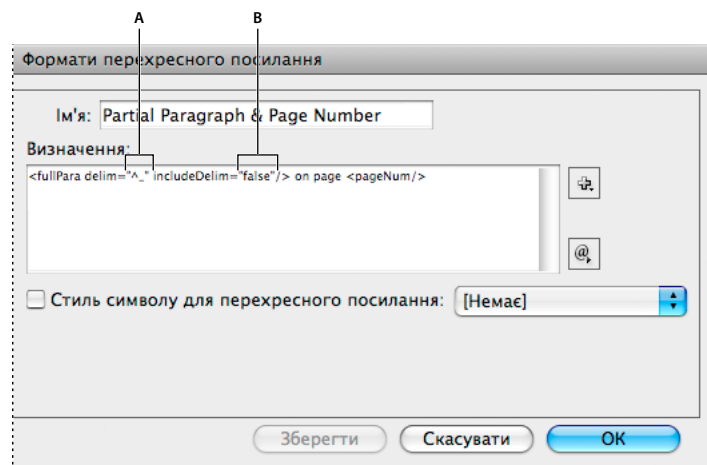 A B
Формати перехресного посилання
Ім'я: Partial Paragraph & Page Number
Визначення:
<fullPara delim="^_" includeDelim="false"/> on page <pageNum/>
@
Стиль символу для перехресного посилання: [Немає]
Зберегти Скасувати ОК